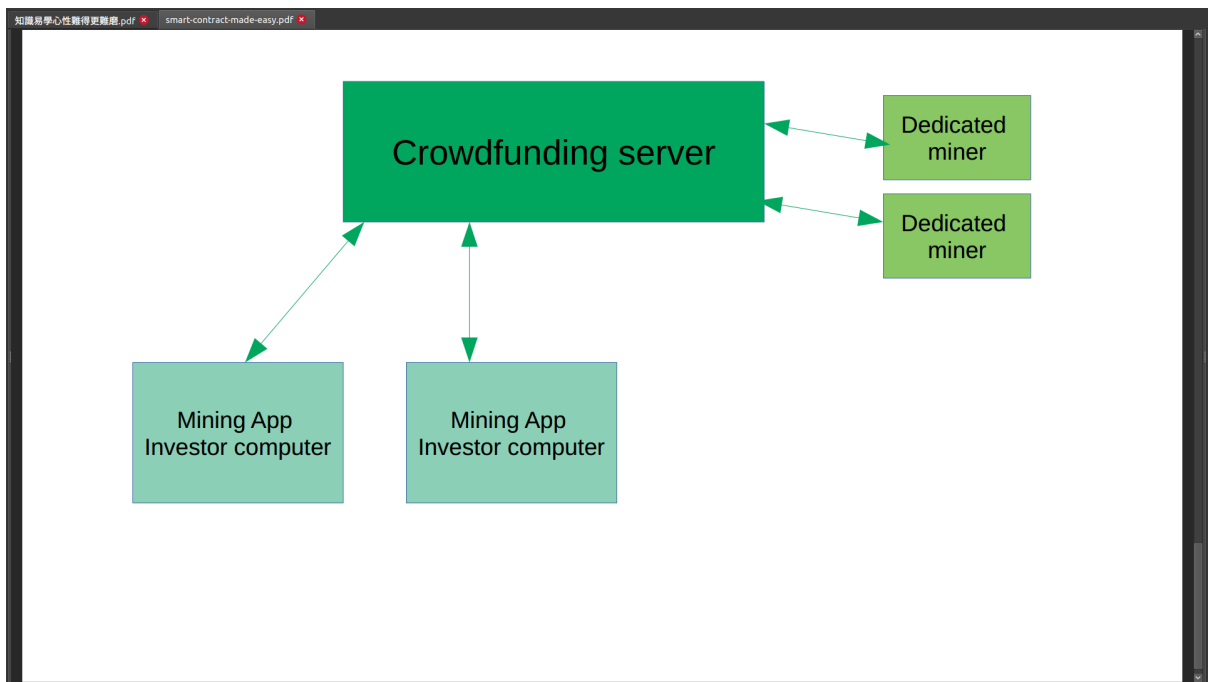 知識易學心性難得更難磨.pdf
smart-contract-made-easy.pdf
Crowdfunding server
Dedicated
miner
Dedicated
miner
Mining App
Investor computer
Mining App
Investor computer